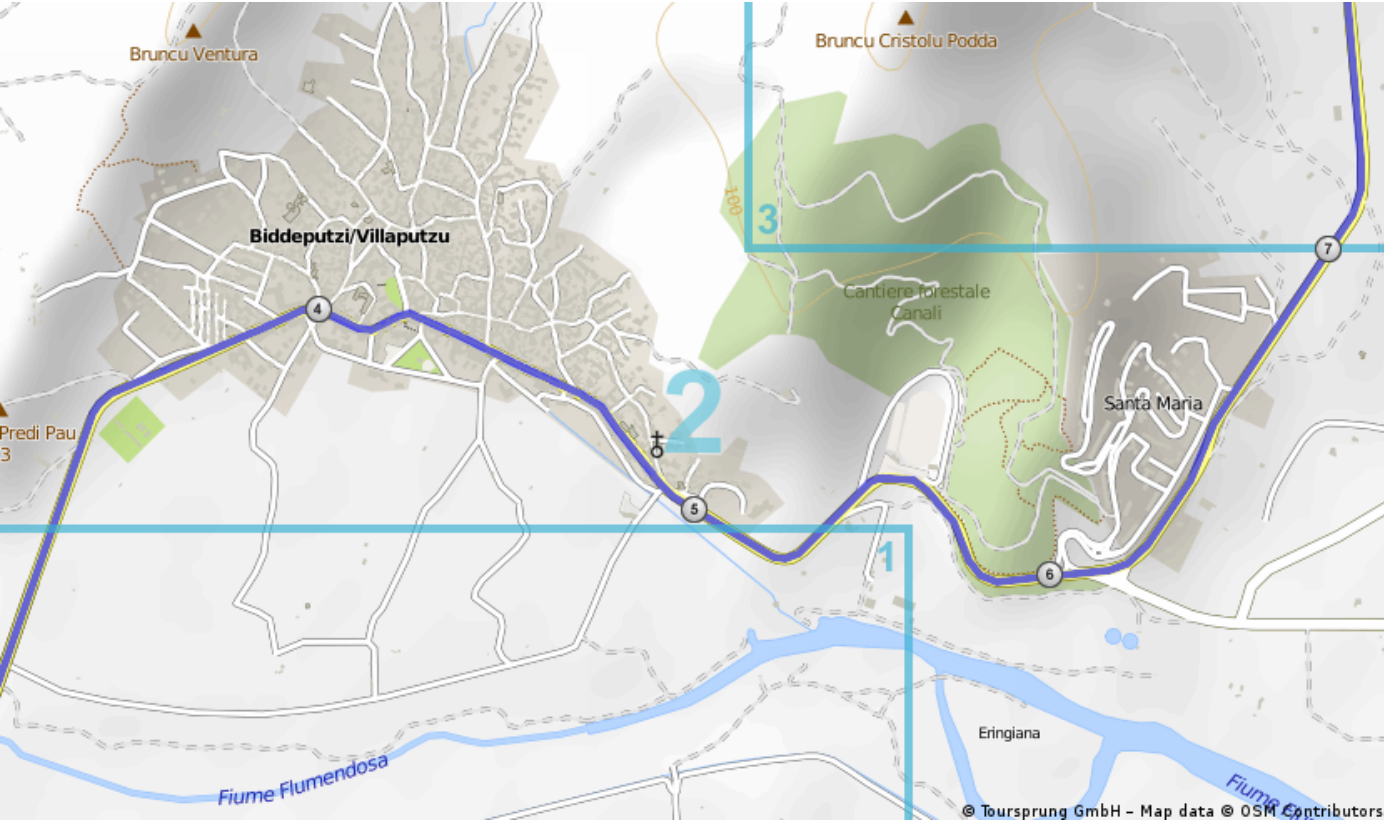 Bruncu Ventura
Bruncu Cristolu Podda
100
3
7
Biddeputzi/Villaputzu
Cantiere forestale
Canali
4
2
Santa Maria
Predi Pau
3
5
1
6
Eringiana
Fiume Flumendosa
Fiume
© Toursprung GmbH – Map data © OSM Contributors